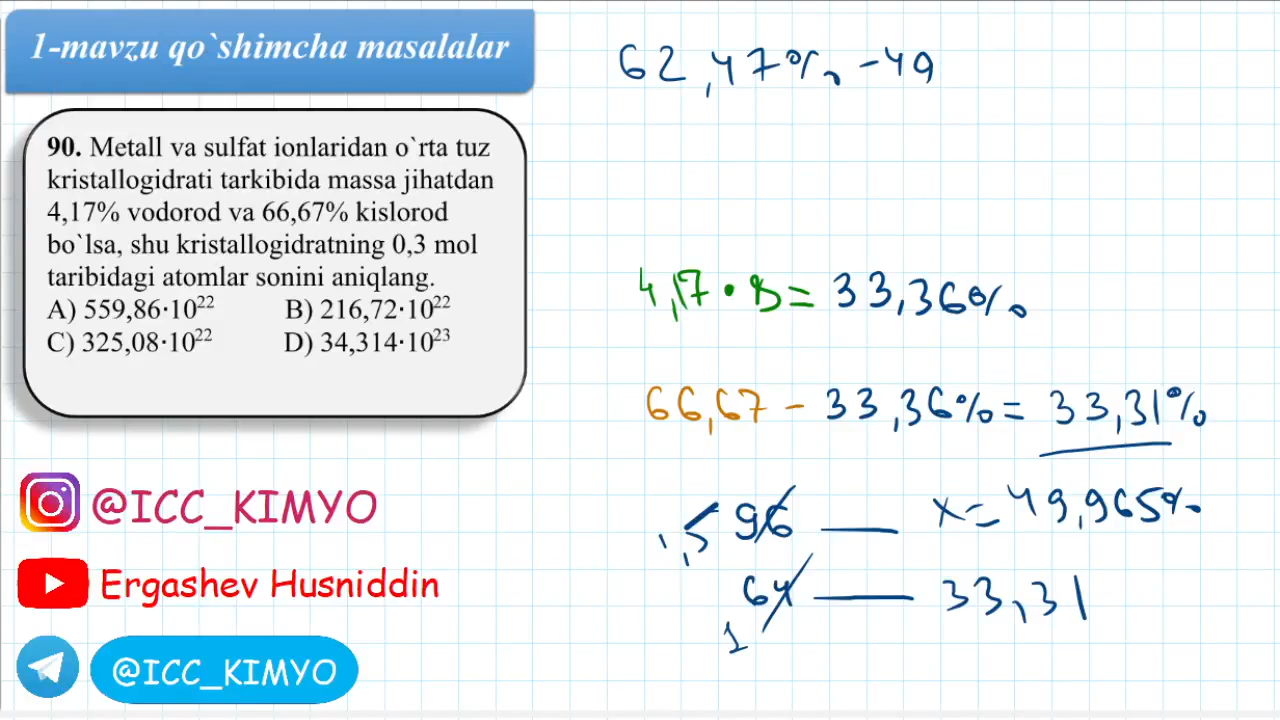 1-mavzu qo`shimcha masalalar
90. Metall va sulfat ionlaridan o`rta tuz
kristallogidrati tarkibida massa jihatdan
4,17% vodorod va 66,67% kislorod
bo`lsa, shu kristallogidratning 0,3 mol
taribidagi atomlar sonini aniqlang.
A) 559,86·10²² B) 216,72·10²²
C) 325,08·10²² D) 34,314·10²³
@ICC_KIMYO
Ergashev Husniddin
@ICC_KIMYO
62,47% -49
4,17 · 8 = 33,36%
66,67 - 33,36% = 33,31%
1,5 96 — x = 49,965%
64 — 33,31
1